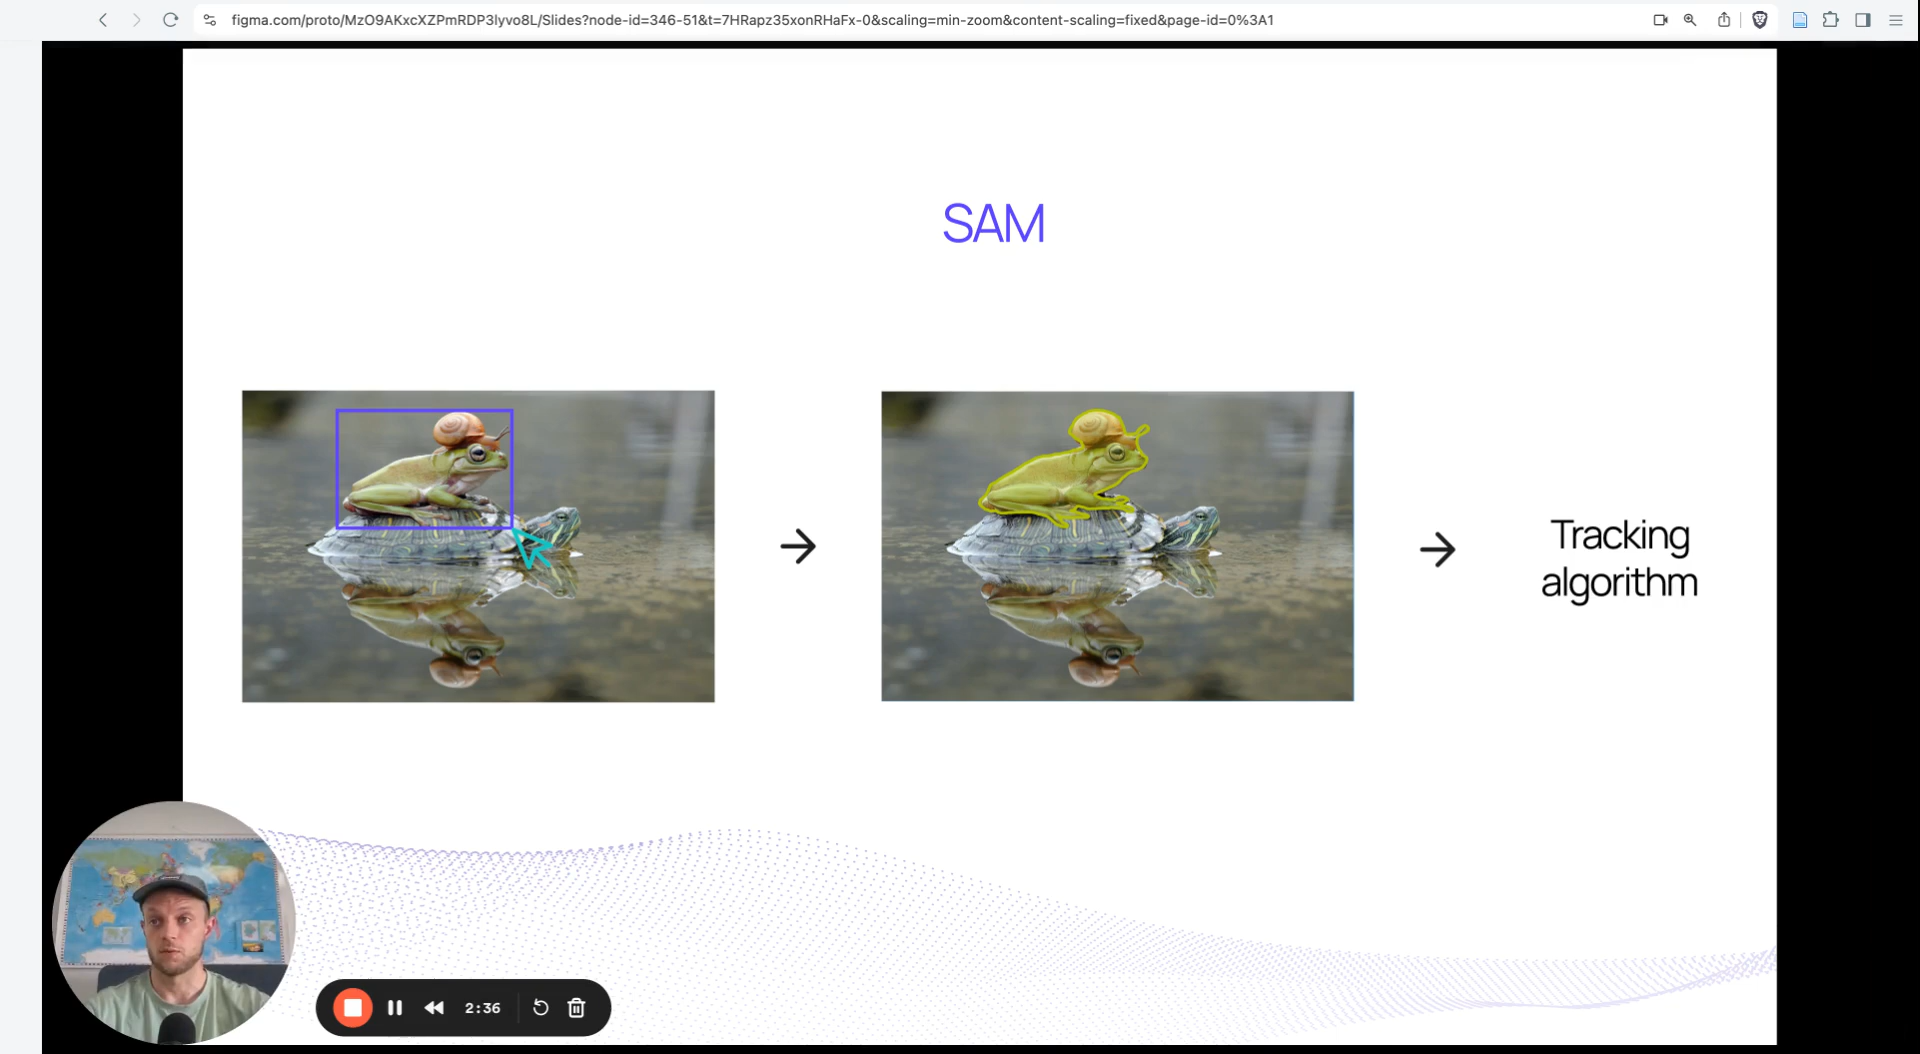 figma.com/proto/MzO9AKxcXZPmRDP3lyvo8L/Slides?node-id=346-51&t=7HRapz35xonRHaFx-0&scaling=min-zoom&content-scaling=fixed&page-id=0%3A1
SAM
Tracking
algorithm
2:36